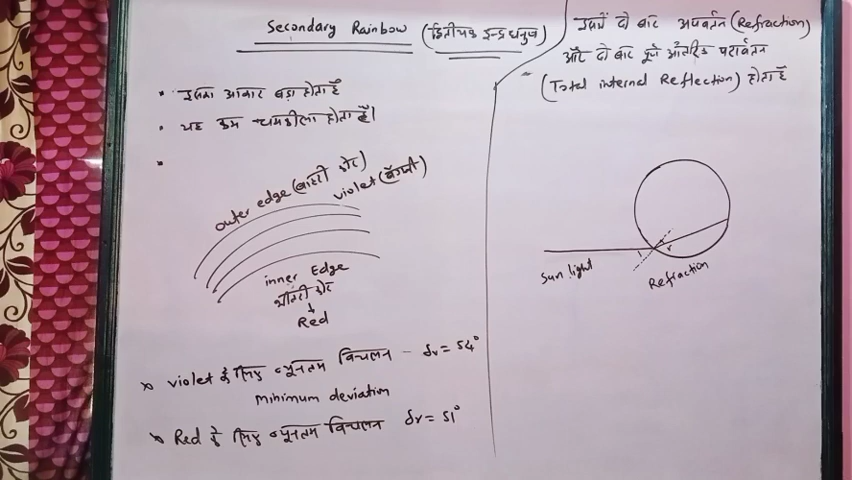 Secondary Rainbow (द्वितीयक इन्द्रधनुष)
• इसका आकार बड़ा होता है
• यह कम चमकीला होता है।
•
outer edge (बाहरी कोर)
violet (बैंगनी)
inner Edge
भीतरी कोर
↓
Red
* violet के लिए न्यूनतम विचलन - δv = 54°
Minimum deviation
* Red के लिए न्यूनतम विचलन δr = 51°
इसमें दो बार अपवर्तन (Refraction)
और दो बार पूर्ण आंतरिक परावर्तन
(Total internal Reflection) होता है
Sun light
i
r
Refraction